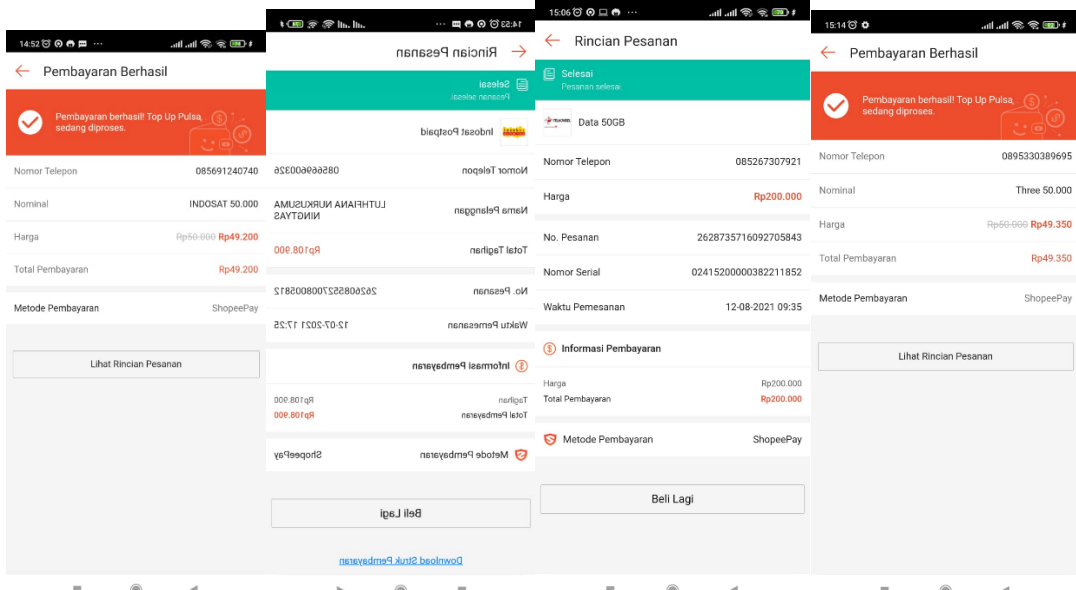 14:52
Pembayaran Berhasil
Pembayaran berhasil! Top Up Pulsa,
sedang diproses.
Nomor Telepon 085691240740
Nominal INDOSAT 50.000
Harga Rp50.000 Rp49.200
Total Pembayaran Rp49.200
Metode Pembayaran ShopeePay
Lihat Rincian Pesanan
14:53
Rincian Pesanan
Selesai
Pesanan selesai.
Indosat Postpaid
Nomor Telepon 085669600326
Nama Pelanggan LUTHFIANA NURKUSUMA
NINGTYAS
Total Tagihan Rp108.900
No. Pesanan 2626085527008005812
Waktu Pemesanan 12-07-2021 17:25
Informasi Pembayaran
Tagihan Rp108.900
Total Pembayaran Rp108.900
Metode Pembayaran ShopeePay
Beli Lagi
Download Struk Pembayaran
15:06
Rincian Pesanan
Selesai
Pesanan selesai.
TELKOMSEL Data 50GB
Nomor Telepon 085267307921
Harga Rp200.000
No. Pesanan 26287357160927058​43
Nomor Serial 02415200000382211852
Waktu Pemesanan 12-08-2021 09:35
Informasi Pembayaran
Harga Rp200.000
Total Pembayaran Rp200.000
Metode Pembayaran ShopeePay
Beli Lagi
15:14
Pembayaran Berhasil
Pembayaran berhasil! Top Up Pulsa,
sedang diproses.
Nomor Telepon 0895330389695
Nominal Three 50.000
Harga Rp50.000 Rp49.350
Total Pembayaran Rp49.350
Metode Pembayaran ShopeePay
Lihat Rincian Pesanan